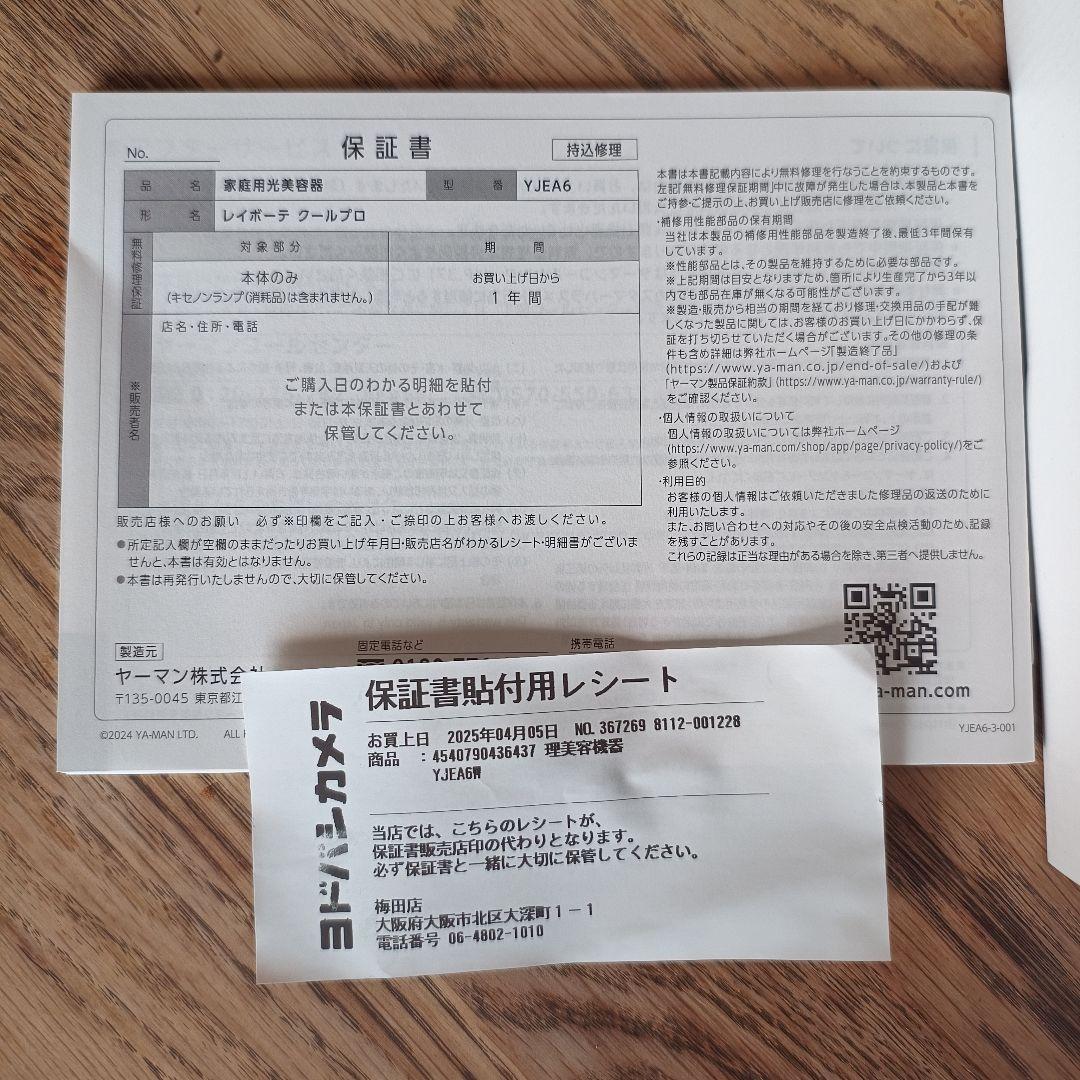 No.
保証書
持込修理
品名 家庭用光美容器 型番 YJEA6
形名 レイボーテ クールプロ
無料修理保証
対象部分 期間
本体のみ お買い上げ日から
(キセノンランプ(消耗品)は含まれません。) 1年間
※販売者名
店名・住所・電話
ご購入日のわかる明細を貼付
または本保証書とあわせて
保管してください。
販売店様へのお願い 必ず※印欄をご記入・ご捺印の上お客様へお渡しください。
●所定記入欄が空欄のままだったりお買い上げ年月日・販売店名がわかるレシート・明細書がございま
せんと、本書は有効とはなりません。
●本書は再発行いたしませんので、大切に保管してください。
本書は本書記載内容により無料修理を行なうことを約束するものです。
左記「無料修理保証期間」中に故障が発生した場合は、本製品と本書を
ご持参・ご提示の上、お買い上げ販売店に修理をご依頼ください。
・補修用性能部品の保有期間
当社は本製品の補修用性能部品を製造終了後、最低3年間保有
しています。
※性能部品とは、その製品を維持するために必要な部品です。
※上記期間は目安となりますため、箇所により生産完了から3年以
内でも部品在庫が無くなる可能性がございます。
※製造・販売から相当の期間を経ており修理・交換用品の手配が難
しくなった製品に関しては、お客様のお買い上げ日にかかわらず、保
証を打ち切らせていただく場合がございます。その他の修理の条
件も含め詳細は弊社ホームページ「製造終了品」
(https://www.ya-man.co.jp/end-of-sale/)および
「ヤーマン製品保証約款」(https://www.ya-man.co.jp/warranty-rule/)
をご確認ください。
・個人情報の取扱いについて
個人情報の取扱いについては弊社ホームページ
(https://www.ya-man.com/shop/app/page/privacy-policy/)をご
参照ください。
・利用目的
お客様の個人情報はご依頼いただきました修理品の返送のために
利用いたします。
また、お問い合わせへの対応やその後の安全点検活動のため、記録
を残すことがあります。
これらの記録は正当な理由がある場合を除き、第三者へ提供しません。
製造元
ヤーマン株式会社
〒135-0045 東京都江
固定電話など
携帯電話
ya-man.com
©2024 YA-MAN LTD. ALL
YJEA6-3-001
ヨドバシカメラ
保証書貼付用レシート
お買上日 2025年04月05日 NO. 367269 8112-001228
商品 :4540790436437 理美容機器
YJEA6W
当店では、こちらのレシートが、
保証書販売店印の代わりとなります。
必ず保証書と一緒に大切に保管してください。
梅田店
大阪府大阪市北区大深町1-1
電話番号 06-4802-1010